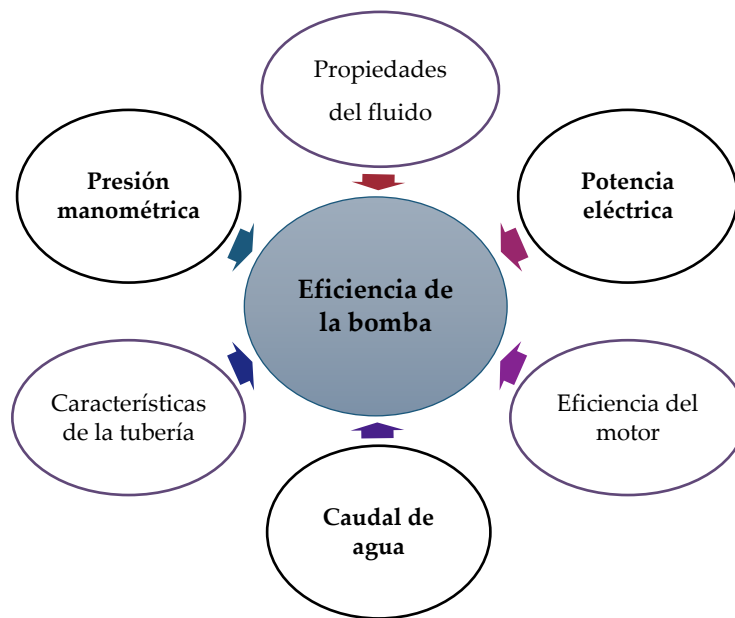 Propiedades
del fluido
Presión
manométrica
Potencia
eléctrica
Eficiencia de
la bomba
Características
de la tubería
Eficiencia del
motor
Caudal de
agua